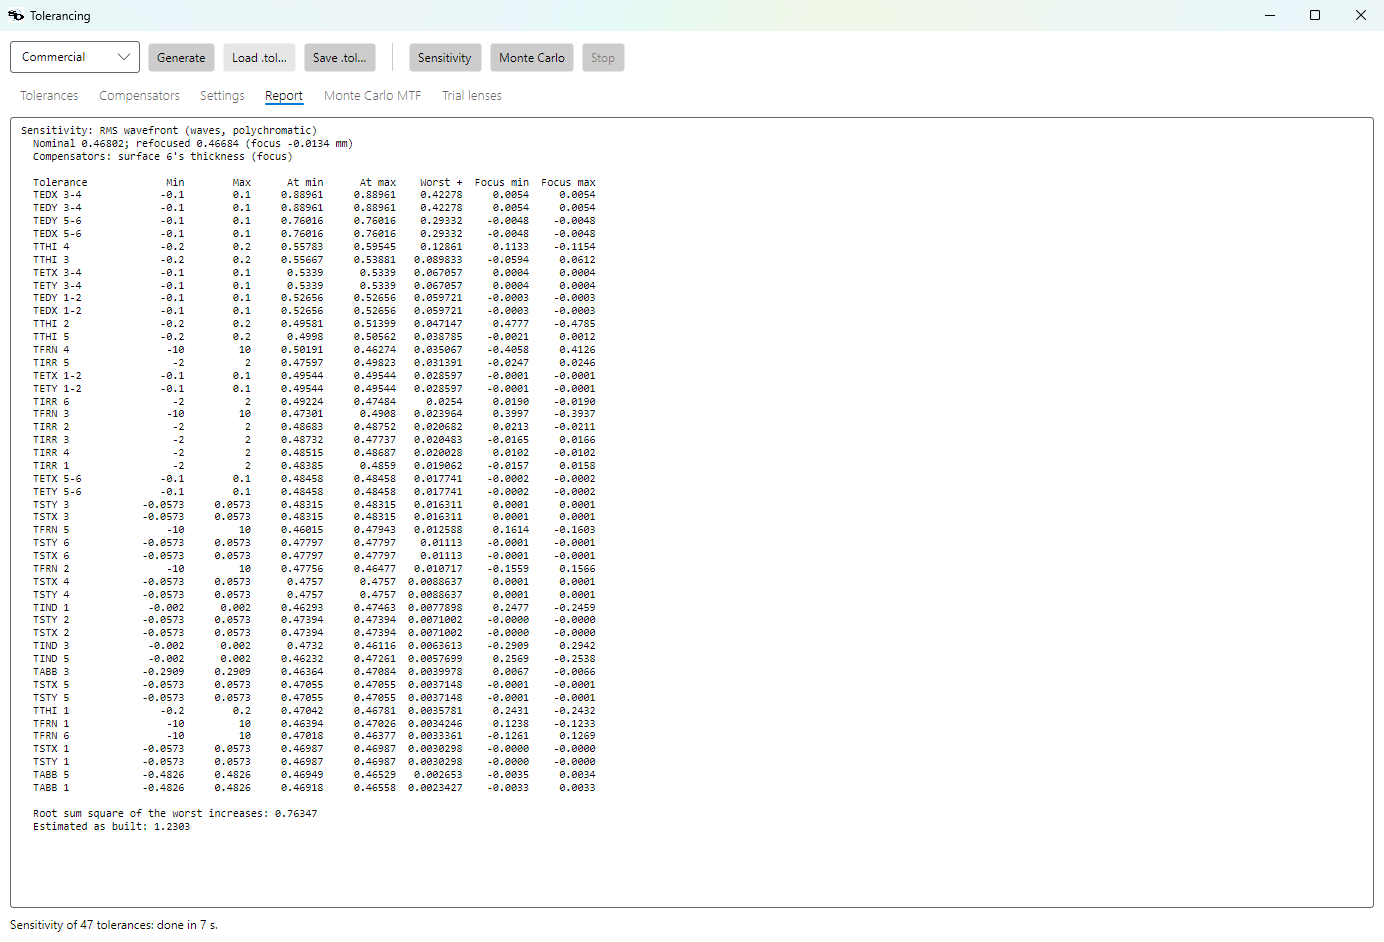 Tolerancing
Commercial Generate Load .tol... Save .tol... Sensitivity Monte Carlo Stop
Tolerances Compensators Settings Report Monte Carlo MTF Trial lenses
Sensitivity: RMS wavefront (waves, polychromatic)
Nominal 0.46802; refocused 0.46684 (focus -0.0134 mm)
Compensators: surface 6's thickness (focus)
Tolerance Min Max At min At max Worst + Focus min Focus max
TEDX 3-4 -0.1 0.1 0.88961 0.88961 0.42278 0.0054 0.0054
TEDY 3-4 -0.1 0.1 0.88961 0.88961 0.42278 0.0054 0.0054
TEDY 5-6 -0.1 0.1 0.76016 0.76016 0.29332 -0.0048 -0.0048
TEDX 5-6 -0.1 0.1 0.76016 0.76016 0.29332 -0.0048 -0.0048
TTHI 4 -0.2 0.2 0.55783 0.59545 0.12861 0.1133 -0.1154
TTHI 3 -0.2 0.2 0.55667 0.53881 0.089833 -0.0594 0.0612
TETX 3-4 -0.1 0.1 0.5339 0.5339 0.067057 0.0004 0.0004
TETY 3-4 -0.1 0.1 0.5339 0.5339 0.067057 0.0004 0.0004
TEDY 1-2 -0.1 0.1 0.52656 0.52656 0.059721 -0.0003 -0.0003
TEDX 1-2 -0.1 0.1 0.52656 0.52656 0.059721 -0.0003 -0.0003
TTHI 2 -0.2 0.2 0.49581 0.51399 0.047147 0.4777 -0.4785
TTHI 5 -0.2 0.2 0.4998 0.50562 0.038785 -0.0021 0.0012
TFRN 4 -10 10 0.50191 0.46274 0.035067 -0.4058 0.4126
TIRR 5 -2 2 0.47597 0.49823 0.031391 -0.0247 0.0246
TETX 1-2 -0.1 0.1 0.49544 0.49544 0.028597 -0.0001 -0.0001
TETY 1-2 -0.1 0.1 0.49544 0.49544 0.028597 -0.0001 -0.0001
TIRR 6 -2 2 0.49224 0.47484 0.0254 0.0190 -0.0190
TFRN 3 -10 10 0.47301 0.4908 0.023964 0.3997 -0.3937
TIRR 2 -2 2 0.48683 0.48752 0.020682 0.0213 -0.0211
TIRR 3 -2 2 0.48732 0.47737 0.020483 -0.0165 0.0166
TIRR 4 -2 2 0.48515 0.48687 0.020028 0.0102 -0.0102
TIRR 1 -2 2 0.48385 0.4859 0.019062 -0.0157 0.0158
TETX 5-6 -0.1 0.1 0.48458 0.48458 0.017741 -0.0002 -0.0002
TETY 5-6 -0.1 0.1 0.48458 0.48458 0.017741 -0.0002 -0.0002
TSTY 3 -0.0573 0.0573 0.48315 0.48315 0.016311 0.0001 0.0001
TSTX 3 -0.0573 0.0573 0.48315 0.48315 0.016311 0.0001 0.0001
TFRN 5 -10 10 0.46015 0.47943 0.012588 0.1614 -0.1603
TSTY 6 -0.0573 0.0573 0.47797 0.47797 0.01113 -0.0001 -0.0001
TSTX 6 -0.0573 0.0573 0.47797 0.47797 0.01113 -0.0001 -0.0001
TFRN 2 -10 10 0.47756 0.46477 0.010717 -0.1559 0.1566
TSTX 4 -0.0573 0.0573 0.4757 0.4757 0.0088637 0.0001 0.0001
TSTY 4 -0.0573 0.0573 0.4757 0.4757 0.0088637 0.0001 0.0001
TIND 1 -0.002 0.002 0.46293 0.47463 0.0077898 0.2477 -0.2459
TSTY 2 -0.0573 0.0573 0.47394 0.47394 0.0071002 -0.0000 -0.0000
TSTX 2 -0.0573 0.0573 0.47394 0.47394 0.0071002 -0.0000 -0.0000
TIND 3 -0.002 0.002 0.4732 0.46116 0.0063613 -0.2909 0.2942
TIND 5 -0.002 0.002 0.46232 0.47261 0.0057699 0.2569 -0.2538
TABB 3 -0.2909 0.2909 0.46364 0.47084 0.0039978 0.0067 -0.0066
TSTX 5 -0.0573 0.0573 0.47055 0.47055 0.0037148 -0.0001 -0.0001
TSTY 5 -0.0573 0.0573 0.47055 0.47055 0.0037148 -0.0001 -0.0001
TTHI 1 -0.2 0.2 0.47042 0.46781 0.0035781 0.2431 -0.2432
TFRN 1 -10 10 0.46394 0.47026 0.0034246 0.1238 -0.1233
TFRN 6 -10 10 0.47018 0.46377 0.0033361 -0.1261 0.1269
TSTX 1 -0.0573 0.0573 0.46987 0.46987 0.0030298 -0.0000 -0.0000
TSTY 1 -0.0573 0.0573 0.46987 0.46987 0.0030298 -0.0000 -0.0000
TABB 5 -0.4826 0.4826 0.46949 0.46529 0.002653 -0.0035 0.0034
TABB 1 -0.4826 0.4826 0.46918 0.46558 0.0023427 -0.0033 0.0033
Root sum square of the worst increases: 0.76347
Estimated as built: 1.2303
Sensitivity of 47 tolerances: done in 7 s.